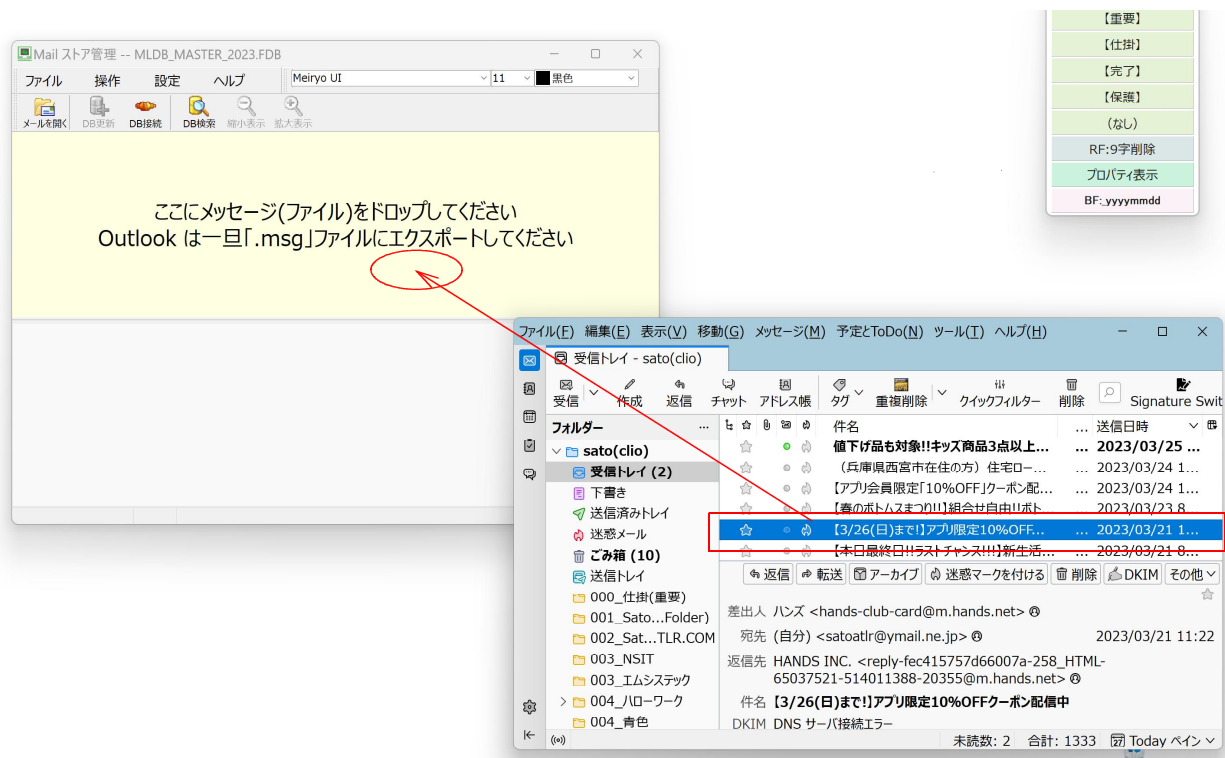 【重要】
【仕掛】
【完了】
【保護】
（なし）
RF:9字削除
プロパティ表示
BF:_yyyymmdd
Mail ストア管理 -- MLDB_MASTER_2023.FDB
ファイル 操作 設定 ヘルプ Meiryo UI 11 黒色
メールを開く DB更新 DB接続 DB検索 縮小表示 拡大表示
ここにメッセージ(ファイル)をドロップしてください
Outlook は一旦「.msg」ファイルにエクスポートしてください
ファイル(F) 編集(E) 表示(V) 移動(G) メッセージ(M) 予定とToDo(N) ツール(T) ヘルプ(H)
受信トレイ - sato(clio)
受信 作成 返信 チャット アドレス帳 タグ 重複削除 クイックフィルター 削除 Signature Swit
フォルダー ...
sato(clio)
受信トレイ (2)
下書き
送信済みトレイ
迷惑メール
ごみ箱 (10)
送信トレイ
000_仕掛(重要)
001_Sato...Folder)
002_Sat...TLR.COM
003_NSIT
003_エムシステック
004_ハローワーク
004_青色
件名 ... 送信日時
値下げ品も対象!!キッズ商品3点以上... ... 2023/03/25 ...
（兵庫県西宮市在住の方）住宅ロー... ... 2023/03/24 1...
【アプリ会員限定「10%OFF」クーポン配... ... 2023/03/24 1...
【春のボトムスまつり!!】組合せ自由!!ボト... ... 2023/03/23 8...
【3/26(日)まで!】アプリ限定10%OFF... ... 2023/03/21 1...
【本日最終日!!ラストチャンス!!!】新生活... ... 2023/03/21 8...
返信 転送 アーカイブ 迷惑マークを付ける 削除 DKIM その他
差出人 ハンズ <hands-club-card@m.hands.net>
宛先 (自分) <satoatlr@ymail.ne.jp> 2023/03/21 11:22
返信先 HANDS INC. <reply-fec415757d66007a-258_HTML-
65037521-514011388-20355@m.hands.net>
件名 【3/26(日)まで!】アプリ限定10%OFFクーポン配信中
DKIM DNS サーバ接続エラー
未読数: 2 合計: 1333 27 Today ペイン